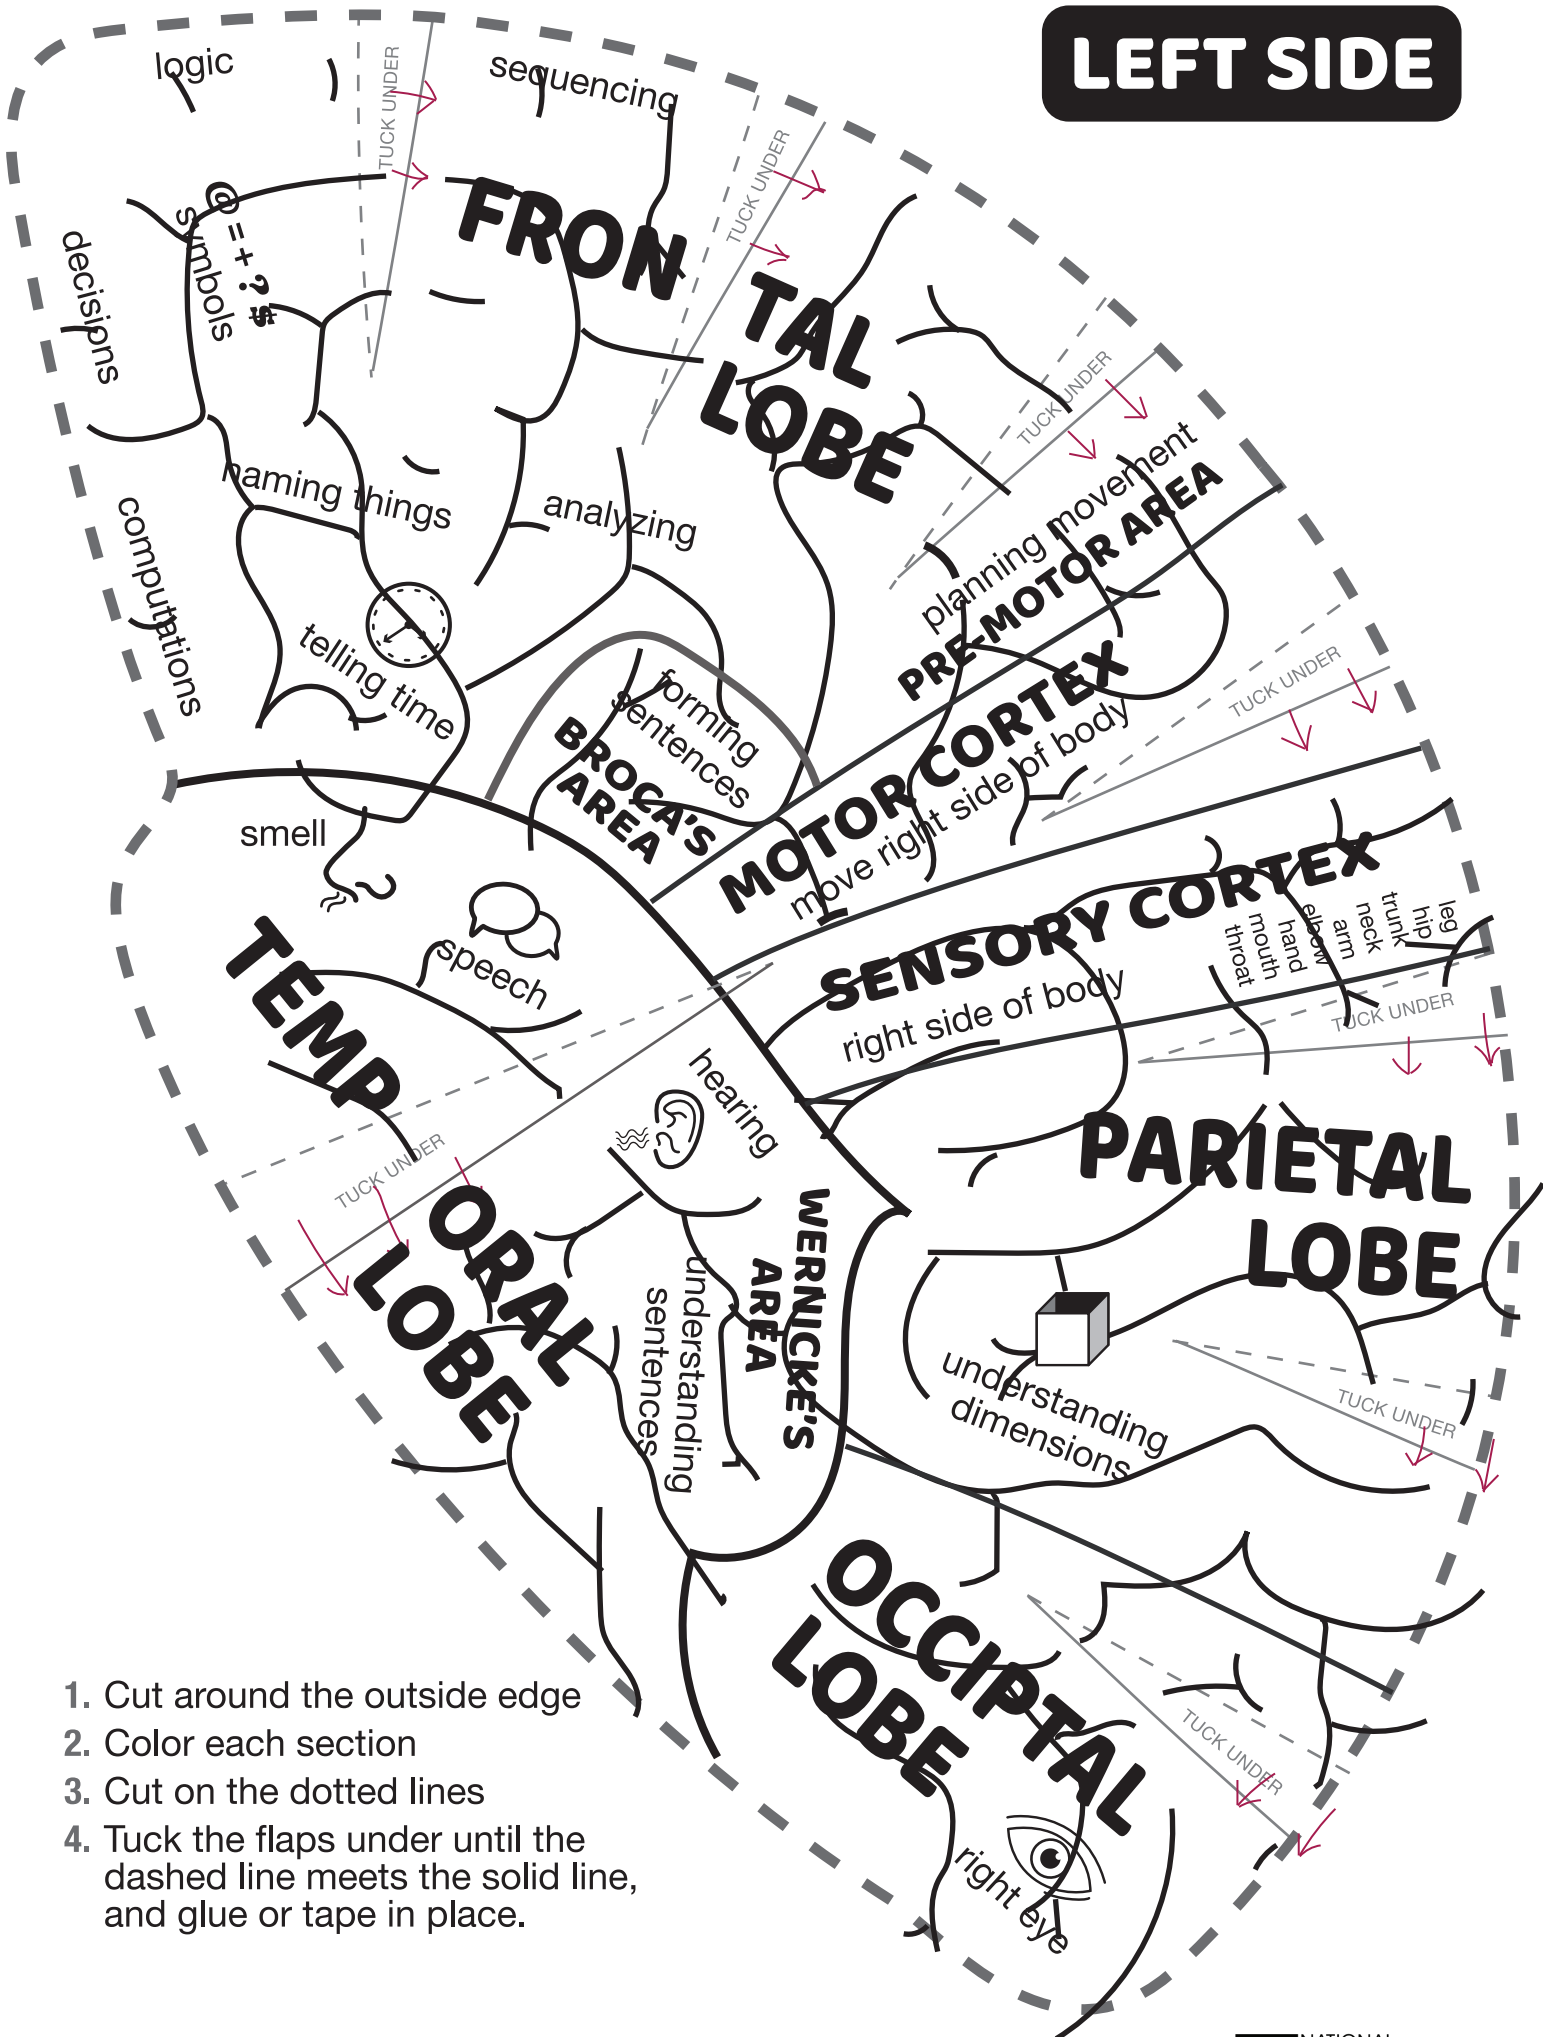 LEFT SIDE
logic
TUCK UNDER
sequencing
TUCK UNDER
@ = + ? $
symbols
decisions
FRON
TAL
LOBE
TUCK UNDER
naming things
analyzing
computations
telling time
planning movement
PRE-MOTOR AREA
forming
sentences
BROCA'S
AREA
MOTOR CORTEX
move right side of body
TUCK UNDER
smell
speech
SENSORY CORTEX
right side of body
throat
mouth
hand
elbow
arm
neck
trunk
hip
leg
TUCK UNDER
TEMP
ORAL
LOBE
TUCK UNDER
hearing
WERNICKE'S
AREA
understanding
sentences
PARIETAL
LOBE
understanding
dimensions
TUCK UNDER
OCCIPTAL
LOBE
TUCK UNDER
right eye
1. Cut around the outside edge
2. Color each section
3. Cut on the dotted lines
4. Tuck the flaps under until the
dashed line meets the solid line,
and glue or tape in place.
NATIONAL